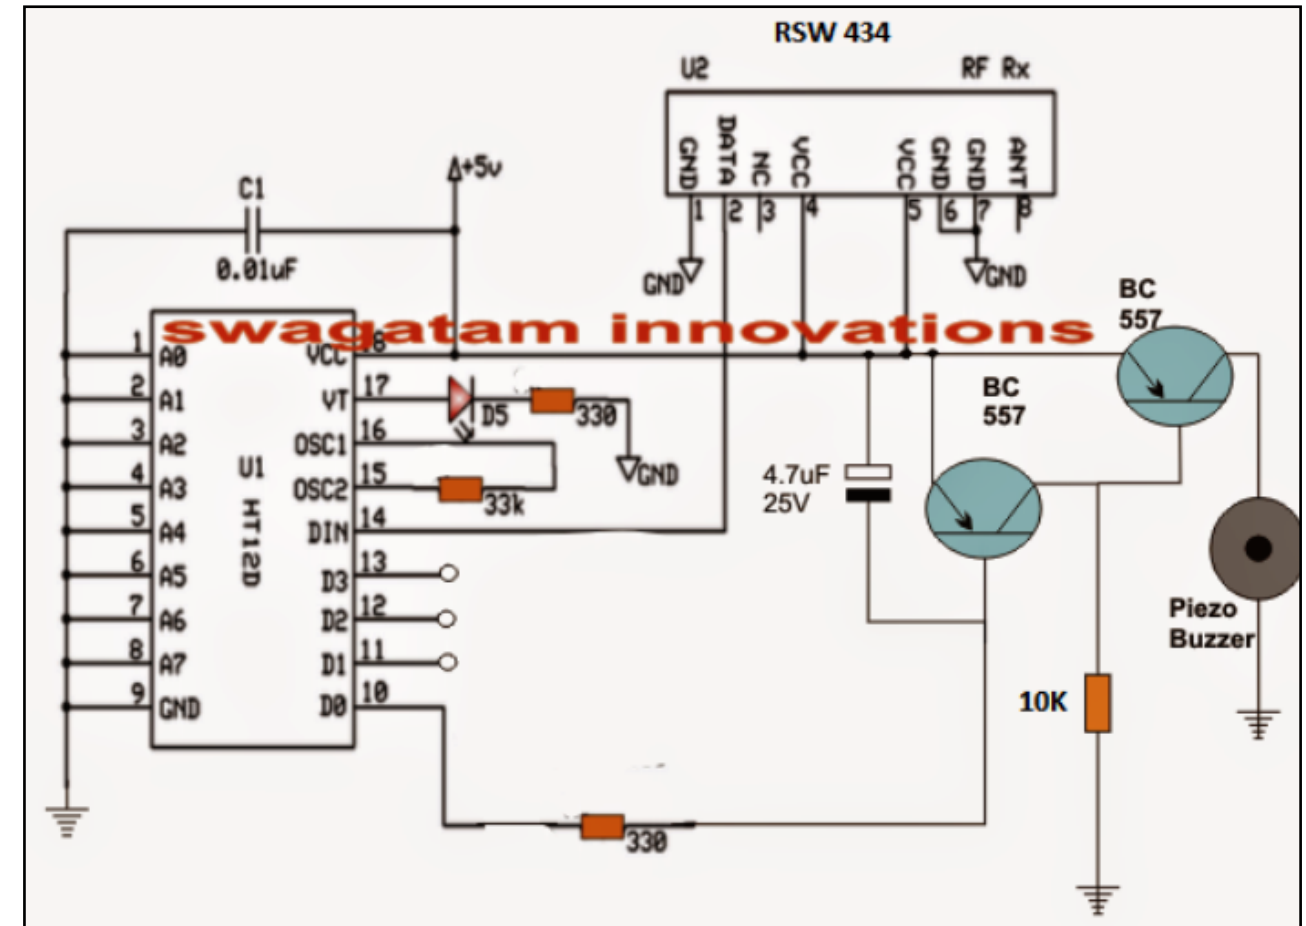 RSW 434
U2 RF Rx
GND DATA NC VCC VCC GND GND ANT
1 2 3 4 5 6 7 8
+5v
C1
0.01uF
GND
GND
swagatam innovations
BC
557
BC
557
1 A0
2 A1
3 A2
4 A3
5 A4
6 A5
7 A6
8 A7
9 GND
U1
HT12D
VCC 18
VT 17
OSC1 16
OSC2 15
DIN 14
D3 13
D2 12
D1 11
D0 10
D5
330
GND
33k
4.7uF
25V
Piezo
Buzzer
10K
330